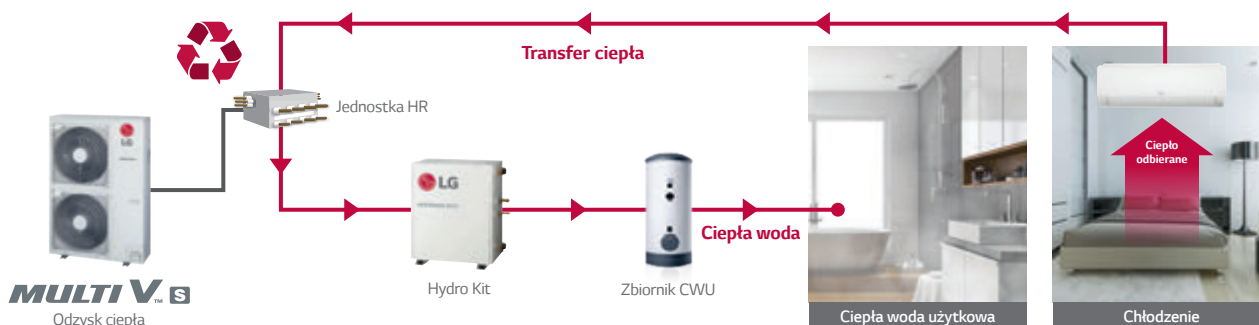 Transfer ciepła
Jednostka HR
LG
Ciepło
odbierane
LG
Ciepła woda
MULTI V™ S
Odzysk ciepła
Hydro Kit
Zbiornik CWU
Ciepła woda użytkowa
Chłodzenie